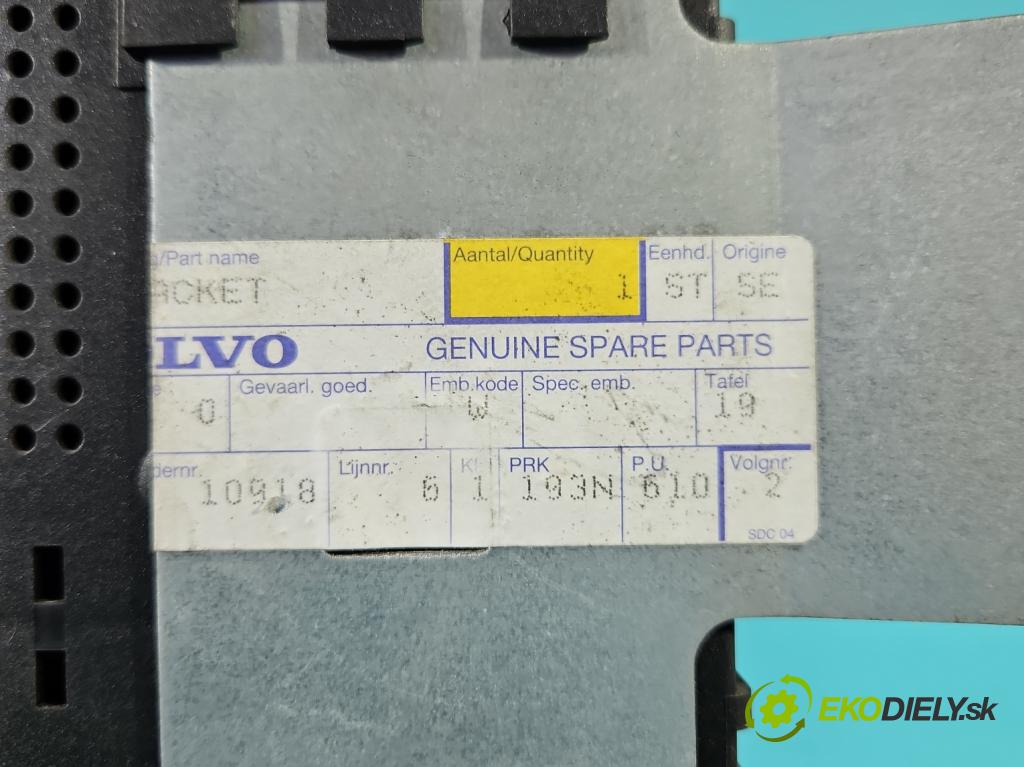 /Part name Aantal/Quantity Eenhd. Origine
ACKET 1 ST SE
LVO GENUINE SPARE PARTS
Gevaarl. goed. Emb.kode Spec. emb. Tafel
0 - W - 19
dernr. Lijnnr. Kl PRK P.U. Volgnr.
10918 6 1 193N 610 2
SDC 04
EKODIELY.sk